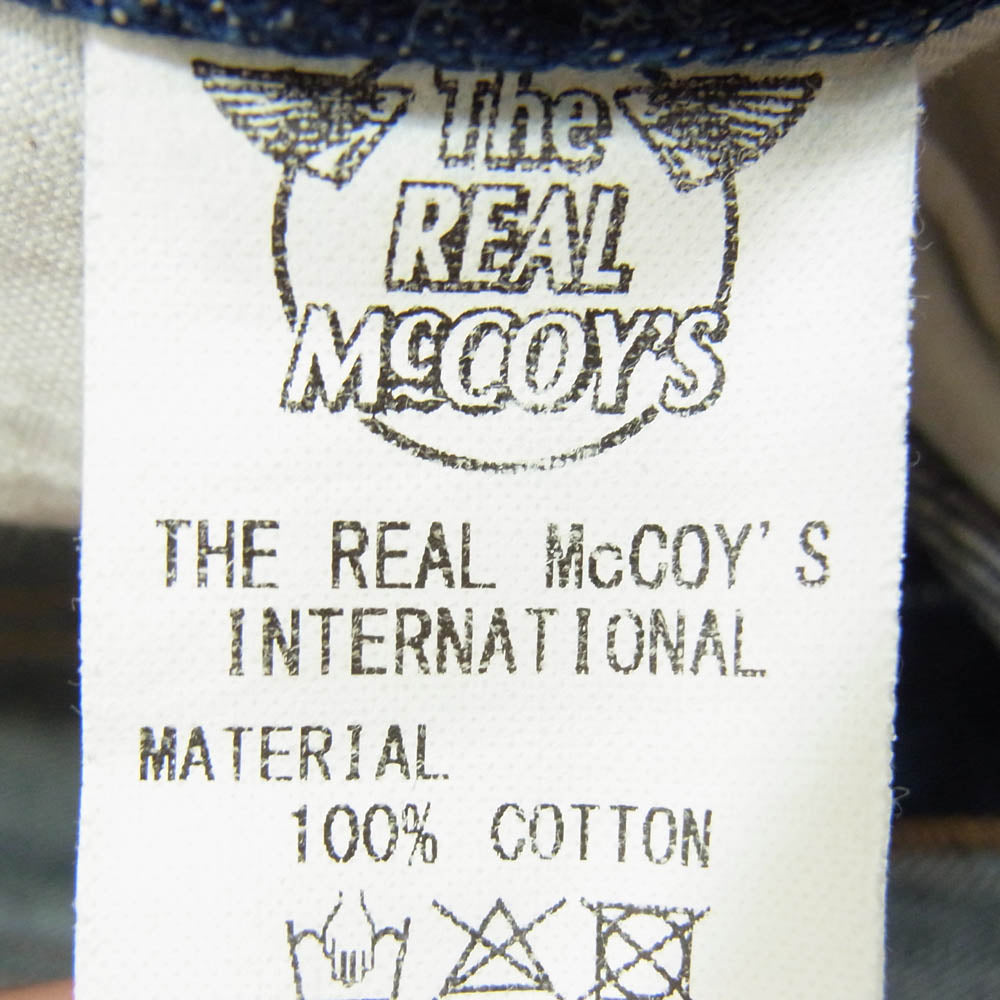 The
REAL
McCOY'S
THE REAL McCOY'S
INTERNATIONAL
MATERIAL
100% COTTON